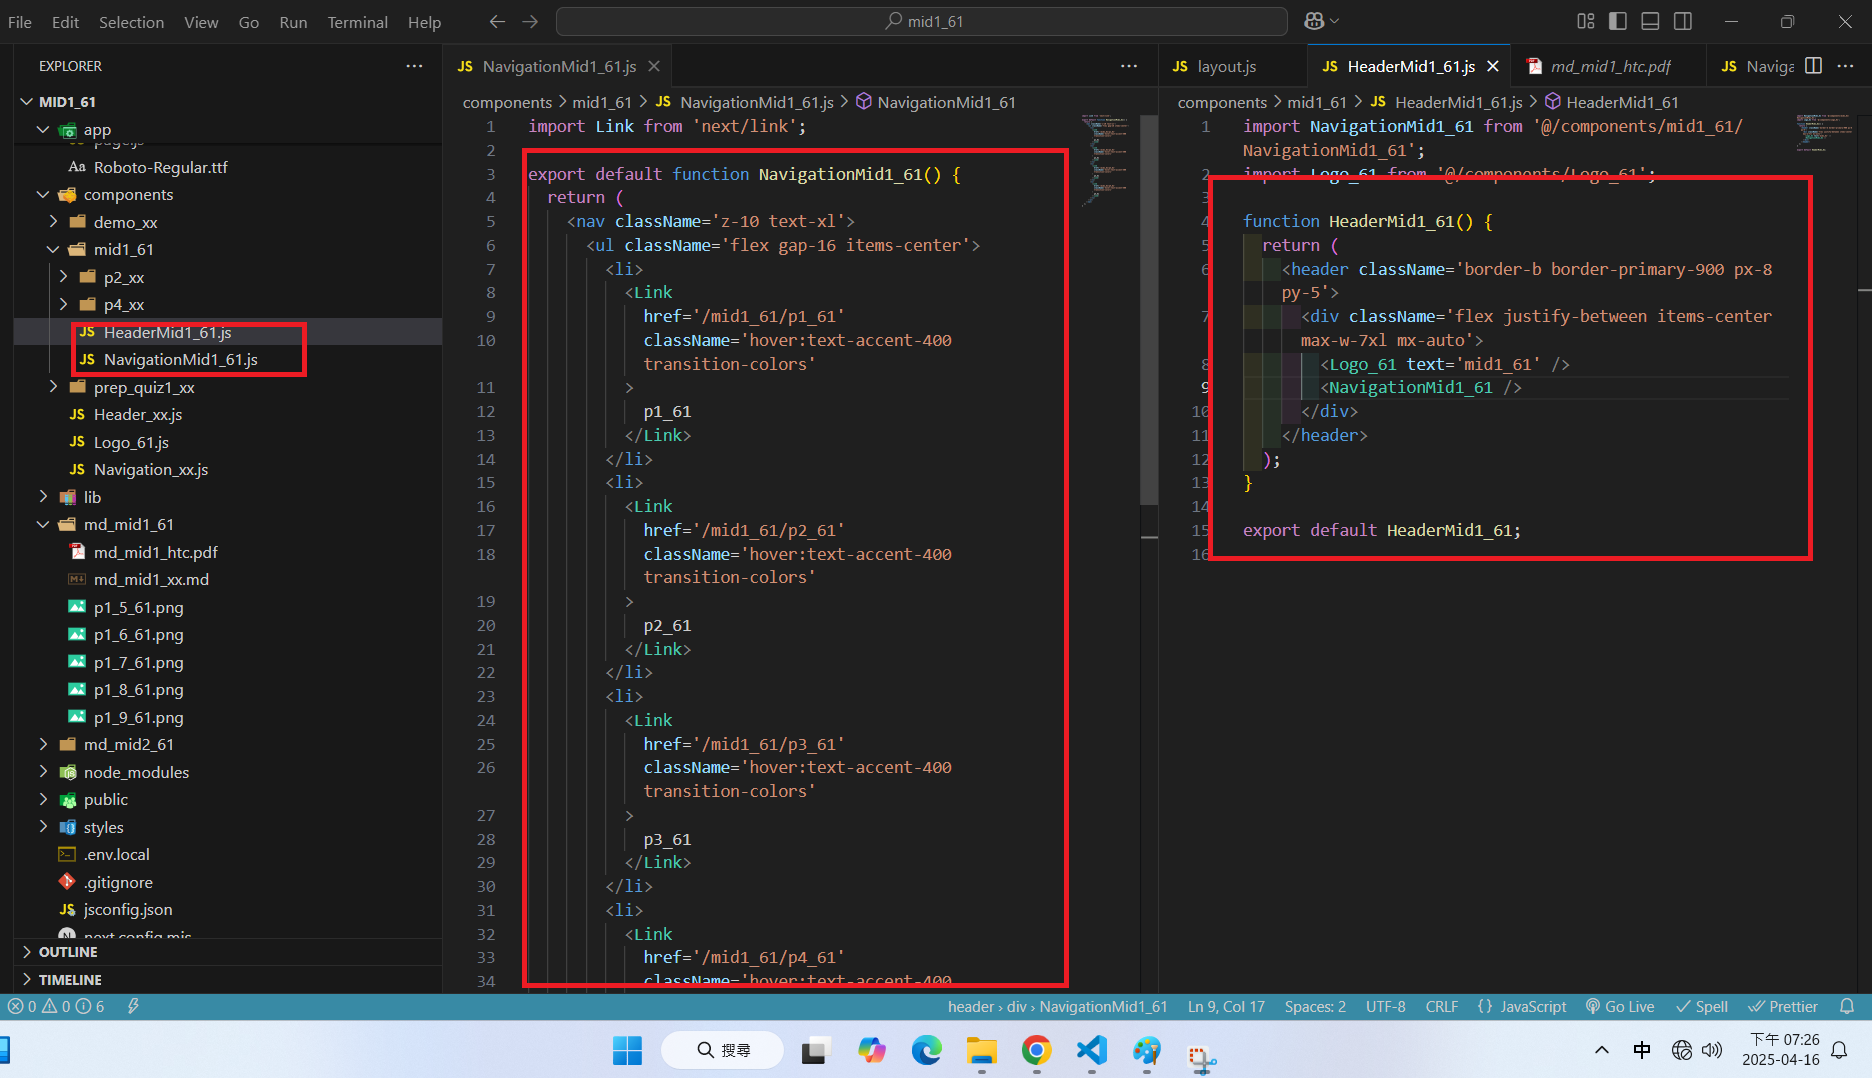 File Edit Selection View Go Run Terminal Help
mid1_61
EXPLORER
MID1_61
app
page.js
Roboto-Regular.ttf
components
demo_xx
mid1_61
p2_xx
p4_xx
HeaderMid1_61.js
NavigationMid1_61.js
prep_quiz1_xx
Header_xx.js
Logo_61.js
Navigation_xx.js
lib
md_mid1_61
md_mid1_htc.pdf
md_mid1_xx.md
p1_5_61.png
p1_6_61.png
p1_7_61.png
p1_8_61.png
p1_9_61.png
md_mid2_61
node_modules
public
styles
.env.local
.gitignore
jsconfig.json
next.config.mjs
OUTLINE
TIMELINE
JS NavigationMid1_61.js
components > mid1_61 > JS NavigationMid1_61.js > NavigationMid1_61
1 import Link from 'next/link';
2
3 export default function NavigationMid1_61() {
4 return (
5 <nav className='z-10 text-xl'>
6 <ul className='flex gap-16 items-center'>
7 <li>
8 <Link
9 href='/mid1_61/p1_61'
10 className='hover:text-accent-400
transition-colors'
11 >
12 p1_61
13 </Link>
14 </li>
15 <li>
16 <Link
17 href='/mid1_61/p2_61'
18 className='hover:text-accent-400
transition-colors'
19 >
20 p2_61
21 </Link>
22 </li>
23 <li>
24 <Link
25 href='/mid1_61/p3_61'
26 className='hover:text-accent-400
transition-colors'
27 >
28 p3_61
29 </Link>
30 </li>
31 <li>
32 <Link
33 href='/mid1_61/p4_61'
34 className='hover:text-accent-400
JS layout.js JS HeaderMid1_61.js md_mid1_htc.pdf JS Naviga
components > mid1_61 > JS HeaderMid1_61.js > HeaderMid1_61
1 import NavigationMid1_61 from '@/components/mid1_61/
NavigationMid1_61';
2 import Logo_61 from '@/components/Logo_61';
3
4 function HeaderMid1_61() {
5 return (
6 <header className='border-b border-primary-900 px-8
py-5'>
7 <div className='flex justify-between items-center
max-w-7xl mx-auto'>
8 <Logo_61 text='mid1_61' />
9 <NavigationMid1_61 />
10 </div>
11 </header>
12 );
13 }
14
15 export default HeaderMid1_61;
16
0 0 6
header › div › NavigationMid1_61 Ln 9, Col 17 Spaces: 2 UTF-8 CRLF {} JavaScript Go Live Spell Prettier
搜尋
中
下午 07:26
2025-04-16